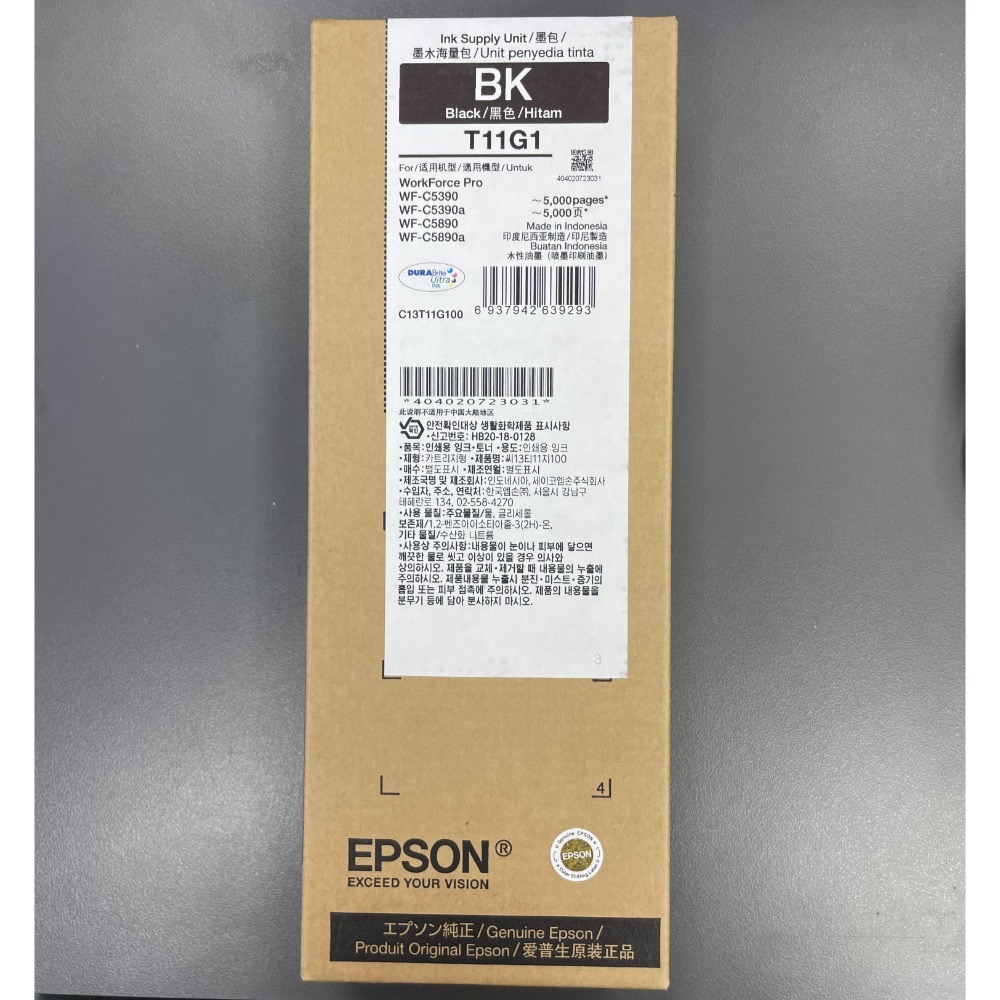 Ink Supply Unit/墨包/
墨水海量包/Unit penyedia tinta
BK
Black/黑色/Hitam
T11G1
For/适用机型/適用機型/Untuk
WorkForce Pro
WF-C5390
WF-C5390a
WF-C5890
WF-C5890a
404020723031
～5,000pages*
～5,000页*
Made in Indonesia
印度尼西亚制造/印尼製造
Buatan Indonesia
水性油墨（喷墨印刷油墨）
DURABrite
Ultra
INK
C13T11G100
6 937942 639293
*404020723031*
此说明不适用于中国大陆地区
안전확인대상 생활화학제품 표시사항
•신고번호: HB20-18-0128
•품목:인쇄용 잉크•토너 •용도:인쇄용 잉크
•제형:카트리지형 •제품명:씨13티11지100
•매수:별도표시 •제조연월:별도표시
•제조국명 및 제조회사:인도네시아, 세이코엡손주식회사
•수입자, 주소, 연락처:한국엡손㈜, 서울시 강남구
테헤란로 134, 02-558-4270
•사용 물질:주요물질/물, 글리세롤
보존제/1,2-벤즈아이소티아졸-3(2H)-온,
기타 물질/수산화 나트륨
•사용상 주의사항:내용물이 눈이나 피부에 닿으면
깨끗한 물로 씻고 이상이 있을 경우 의사와
상의하시오. 제품을 교체•제거할 때 내용물의 누출에
주의하시오. 제품내용물 누출시 분진•미스트•증기의
흡입 또는 피부 접촉에 주의하시오. 제품의 내용물을
분무기 등에 담아 분사하지 마시오.
3
4
EPSON®
EXCEED YOUR VISION
Genuine EPSON
EPSON
Color Shifting Label
エプソン純正/Genuine Epson/
Produit Original Epson/爱普生原装正品